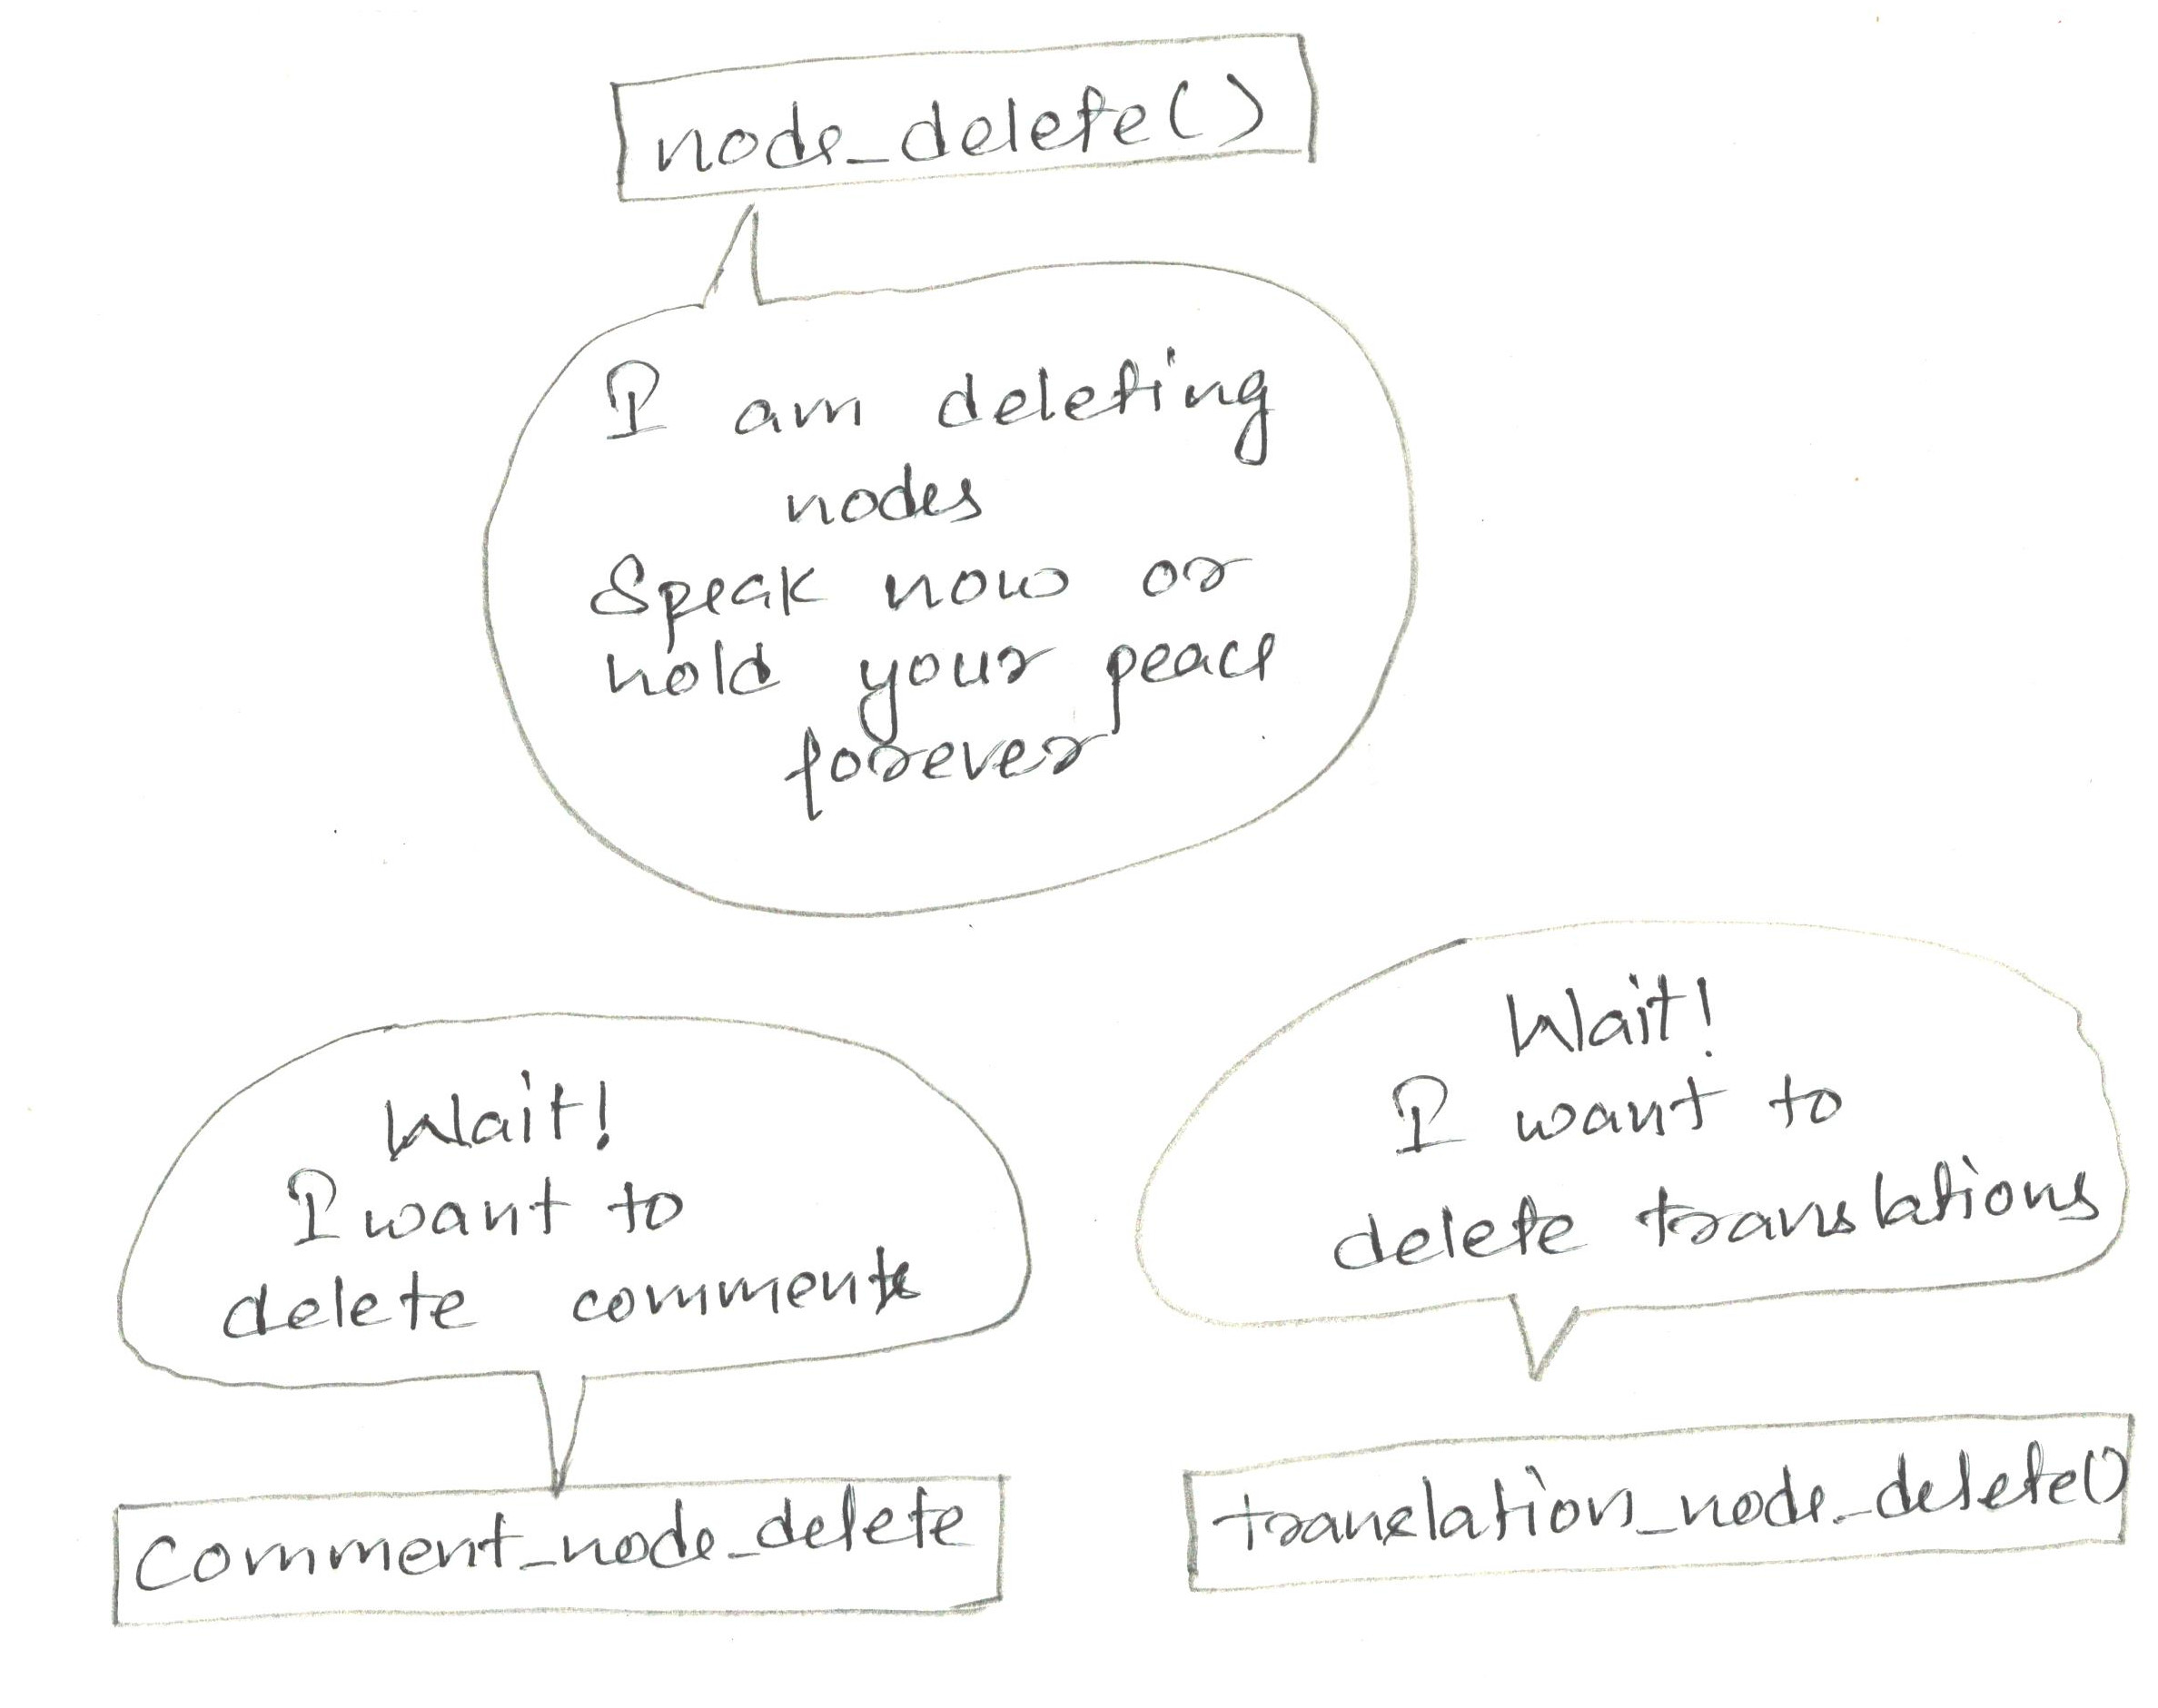 node_delete()
I am deleting
nodes
Speak now or
hold your peace
forever
Wait!
I want to
delete comments
comment_node_delete
Wait!
I want to
delete translations
translation_node_delete()